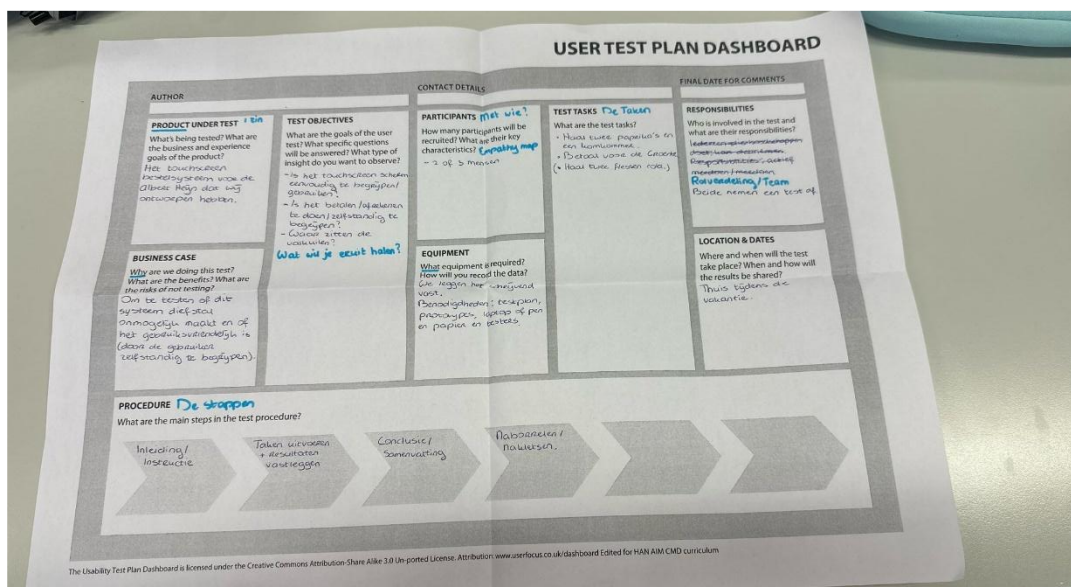 USER TEST PLAN DASHBOARD
AUTHOR
CONTACT DETAILS
FINAL DATE FOR COMMENTS
PRODUCT UNDER TEST 1 zin
What's being tested? What are
the business and experience
goals of the product?
Het touchscreen
bestelsysteem voor de
Albert Heijn dat wij
ontworpen hebben.
BUSINESS CASE
Why are we doing this test?
What are the benefits? What are
the risks of not testing?
Om te testen of dit
systeem diefstal
onmogelijk maakt en of
het gebruiksvriendelijk is
(door de gebruiker
zelfstandig te begrijpen).
TEST OBJECTIVES
What are the goals of the user
test? What specific questions
will be answered? What type of
insight do you want to observe?
- is het touchscreen scherm
eenvoudig te begrijpen/
gebruiken?
- Is het betalen/afrekenen
te doen/zelfstandig te
begrijpen?
- Waar zitten de
valkuilen?
Wat wil je eruit halen?
PARTICIPANTS Met wie?
How many participants will be
recruited? What are their key
characteristics? Empathy map
- 2 of 3 mensen
EQUIPMENT
What equipment is required?
How will you record the data?
We leggen het schrijvend
vast.
Benodigdheden: testplan,
prototypes, laptop of pen
en papier en testers.
TEST TASKS De Taken
What are the test tasks?
• Haal twee paprika's en
een komkommer.
• Betaal voor de Groente
(• Haal twee flessen cola.)
RESPONSIBILITIES
Who is involved in the test and
what are their responsibilities?
Rolverdeling/Team
Beide nemen een test af
LOCATION & DATES
Where and when will the test
take place? When and how will
the results be shared?
Thuis tijdens de
vakantie.
PROCEDURE De stappen
What are the main steps in the test procedure?
Inleiding/
Instructie
Taken uitvoeren
+ Resultaten
vastleggen
Conclusie/
Samenvatting
Naborrelen/
Nakletsen.
The Usability Test Plan Dashboard is licensed under the Creative Commons Attribution-Share Alike 3.0 Un-ported License. Attribution: www.userfocus.co.uk/dashboard Edited for HAN AIM CMD curriculum